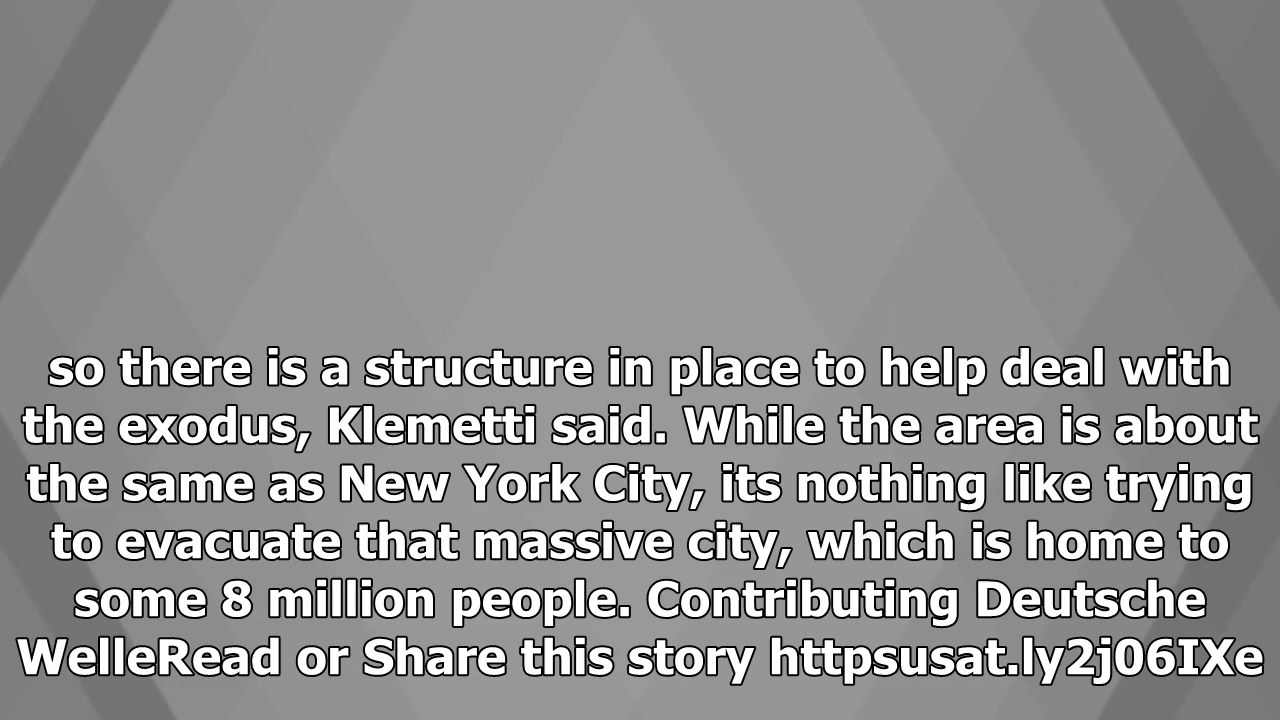 so there is a structure in place to help deal with
the exodus, Klemetti said. While the area is about
the same as New York City, its nothing like trying
to evacuate that massive city, which is home to
some 8 million people. Contributing Deutsche
WelleRead or Share this story httpsusat.ly2j06IXe